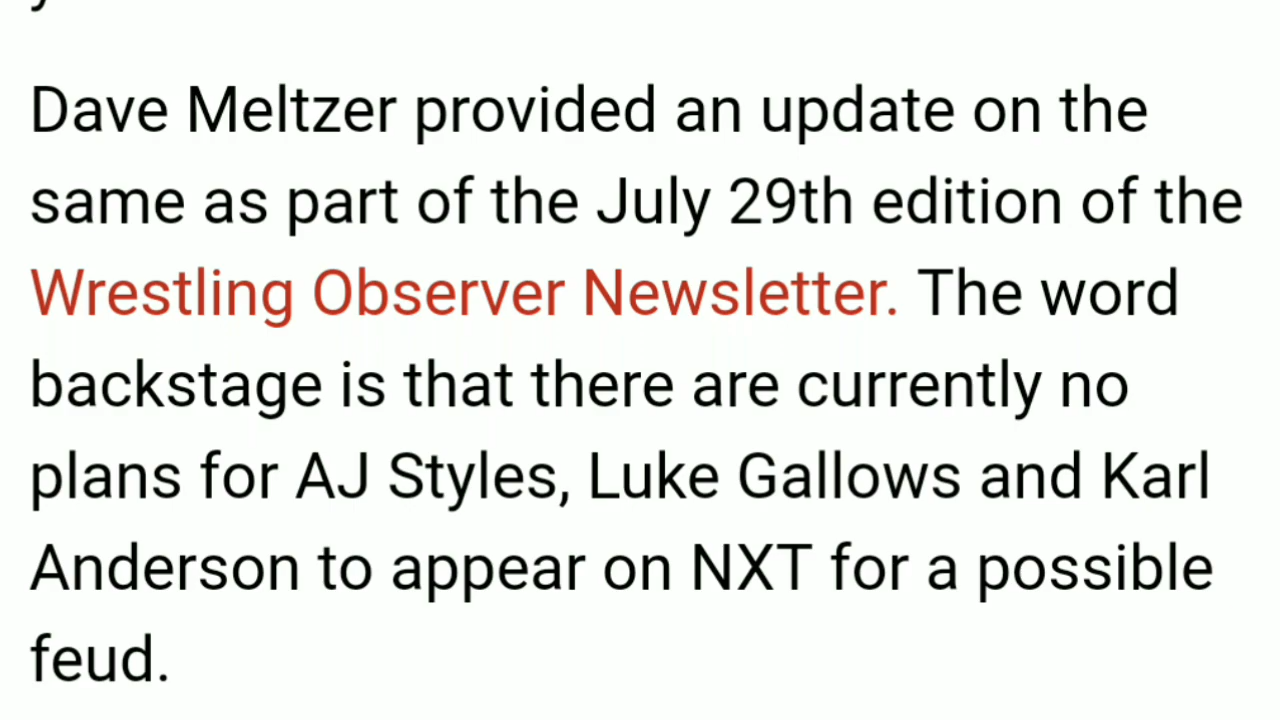 Dave Meltzer provided an update on the
same as part of the July 29th edition of the
Wrestling Observer Newsletter. The word
backstage is that there are currently no
plans for AJ Styles, Luke Gallows and Karl
Anderson to appear on NXT for a possible
feud.